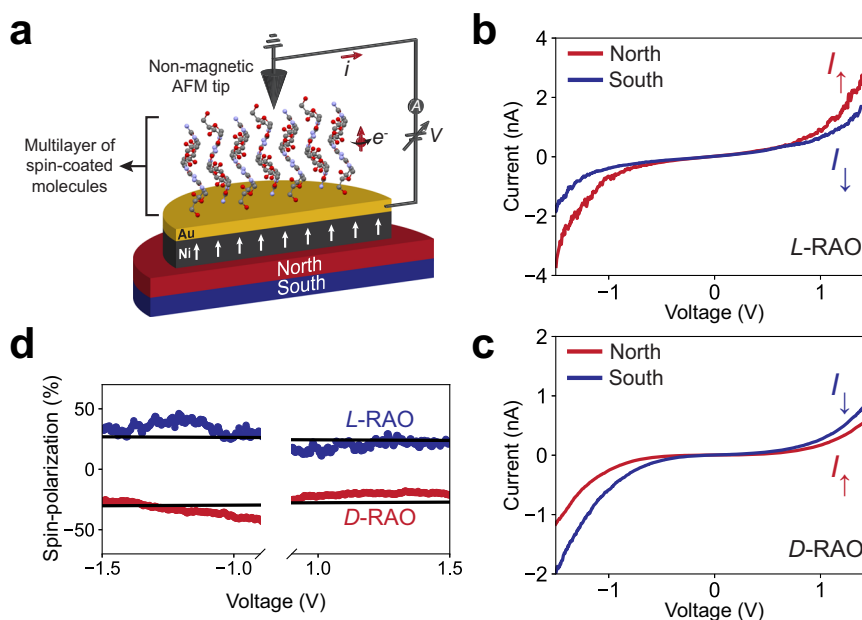 a
Non-magnetic
AFM tip
i
A
V
e-
Multilayer of
spin-coated
molecules
Au
Ni
North
South
b
North
South
I↑
I↓
L-RAO
Current (nA)
4
2
0
−2
−4
−1 0 1
Voltage (V)
c
North
South
I↓
I↑
D-RAO
Current (nA)
2
1
0
−1
−2
−1 0 1
Voltage (V)
d
L-RAO
D-RAO
Spin-polarization (%)
50
0
−50
−1.5 −1.0 1.0 1.5
Voltage (V)